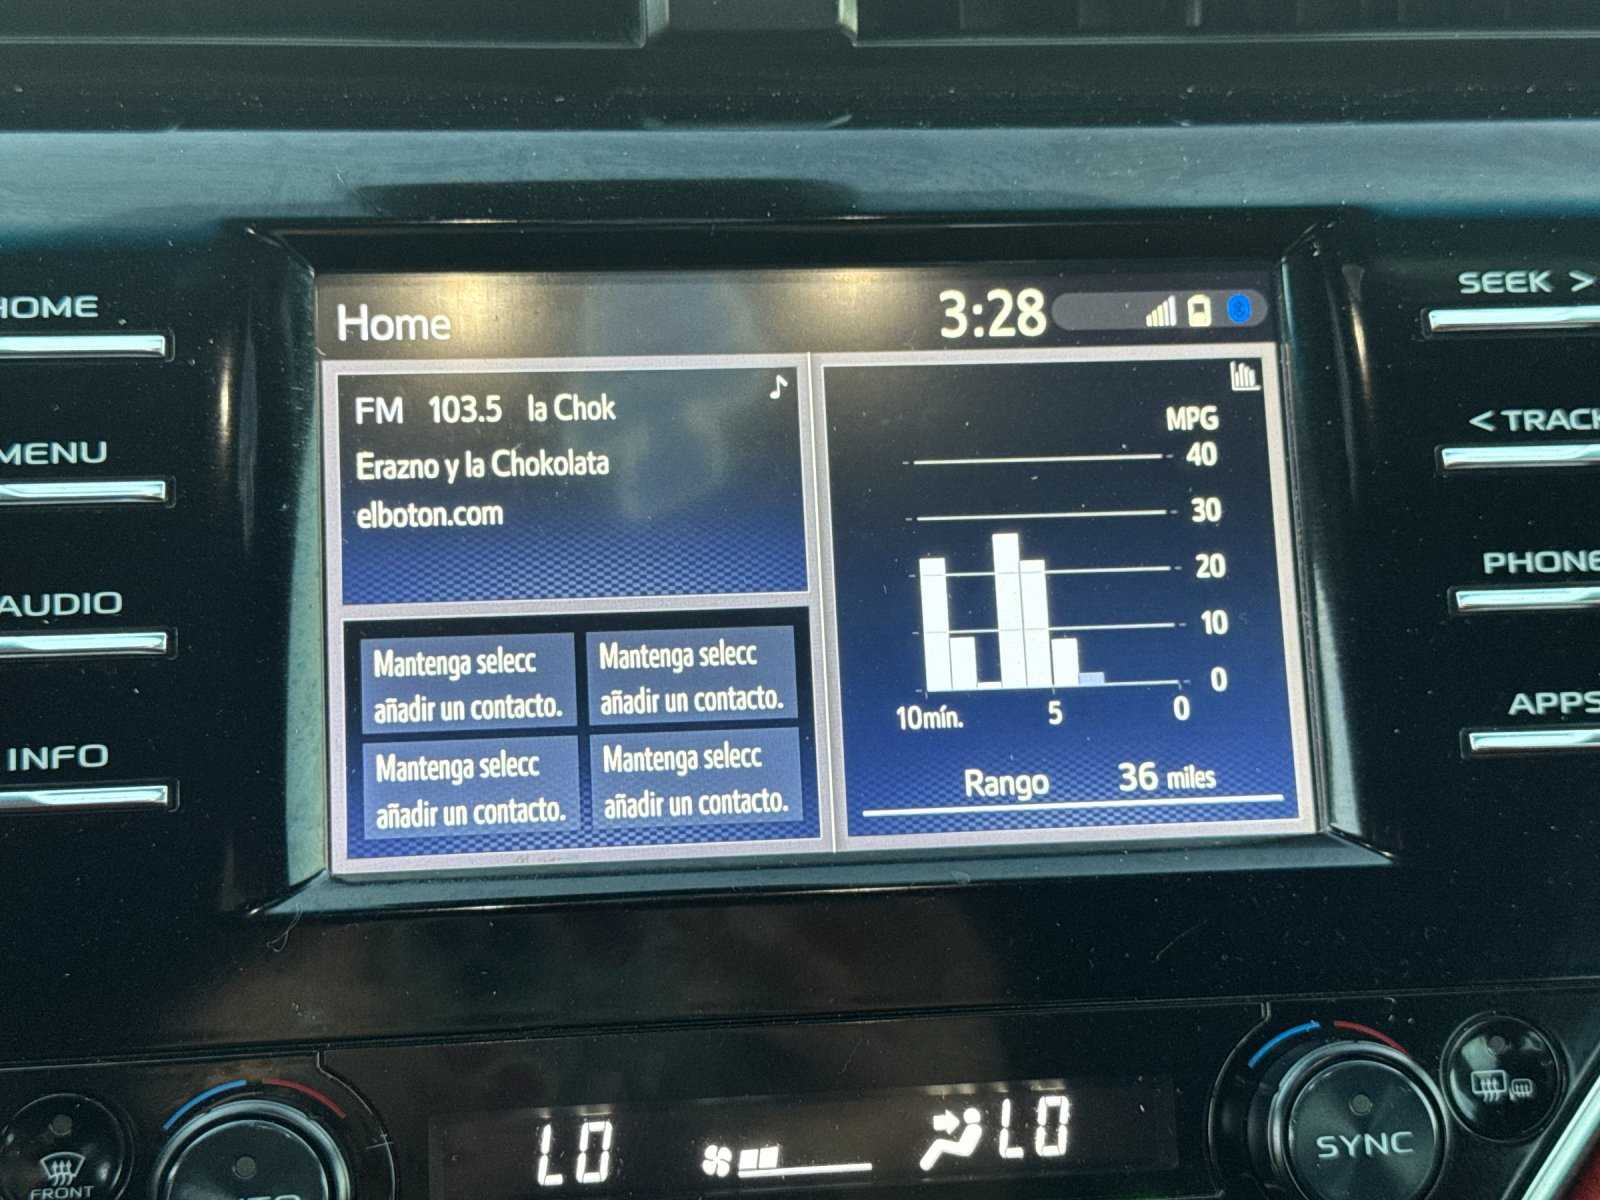 HOME
MENU
AUDIO
INFO
Home
3:28
FM 103.5 la Chok
Erazno y la Chokolata
elboton.com
Mantenga selecc
añadir un contacto.
Mantenga selecc
añadir un contacto.
Mantenga selecc
añadir un contacto.
Mantenga selecc
añadir un contacto.
MPG
40
30
20
10
0
10mín. 5 0
Rango 36 miles
SEEK >
< TRACK
PHONE
APPS
FRONT
LO
LO
SYNC